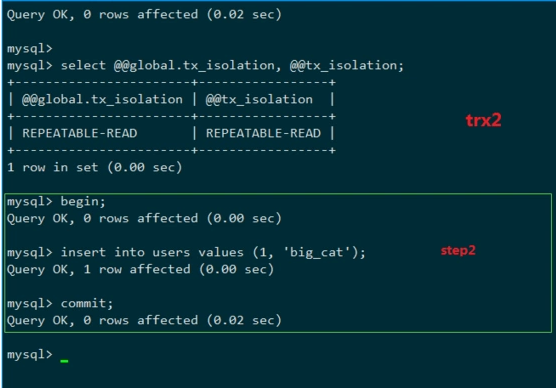 Query OK, 0 rows affected (0.02 sec)
mysql>
mysql> select @@global.tx_isolation, @@tx_isolation;
+-----------------------+-----------------+
| @@global.tx_isolation | @@tx_isolation  |
+-----------------------+-----------------+
| REPEATABLE-READ       | REPEATABLE-READ |
trx2
+-----------------------+-----------------+
1 row in set (0.00 sec)
mysql> begin;
Query OK, 0 rows affected (0.00 sec)
mysql> insert into users values (1, 'big_cat');
step2
Query OK, 1 row affected (0.00 sec)
mysql> commit;
Query OK, 0 rows affected (0.02 sec)
mysql> _